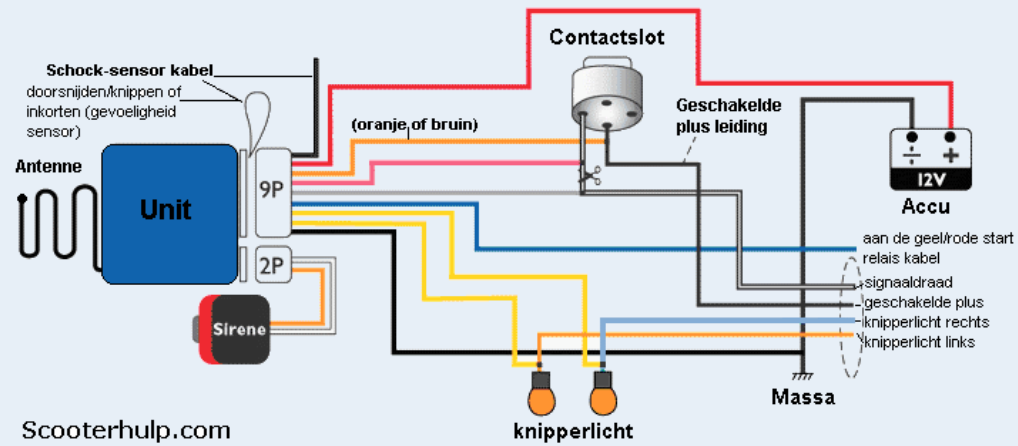 Contactslot
Schock-sensor kabel
doorsnijden/knippen of
inkorten (gevoeligheid
sensor)
Geschakelde
plus leiding
(oranje of bruin)
Antenne
Unit
9P
2P
Sirene
÷ +
12V
Accu
aan de geel/rode start
relais kabel
signaaldraad
geschakelde plus
knipperlicht rechts
knipperlicht links
Massa
knipperlicht
Scooterhulp.com